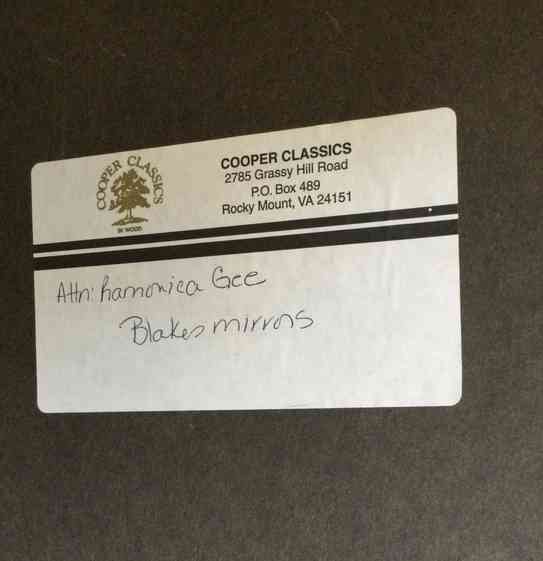 COOPER CLASSICS
IN WOOD
COOPER CLASSICS
2785 Grassy Hill Road
P.O. Box 489
Rocky Mount, VA 24151
Attn: hamonica Gee
Blakes mirrors